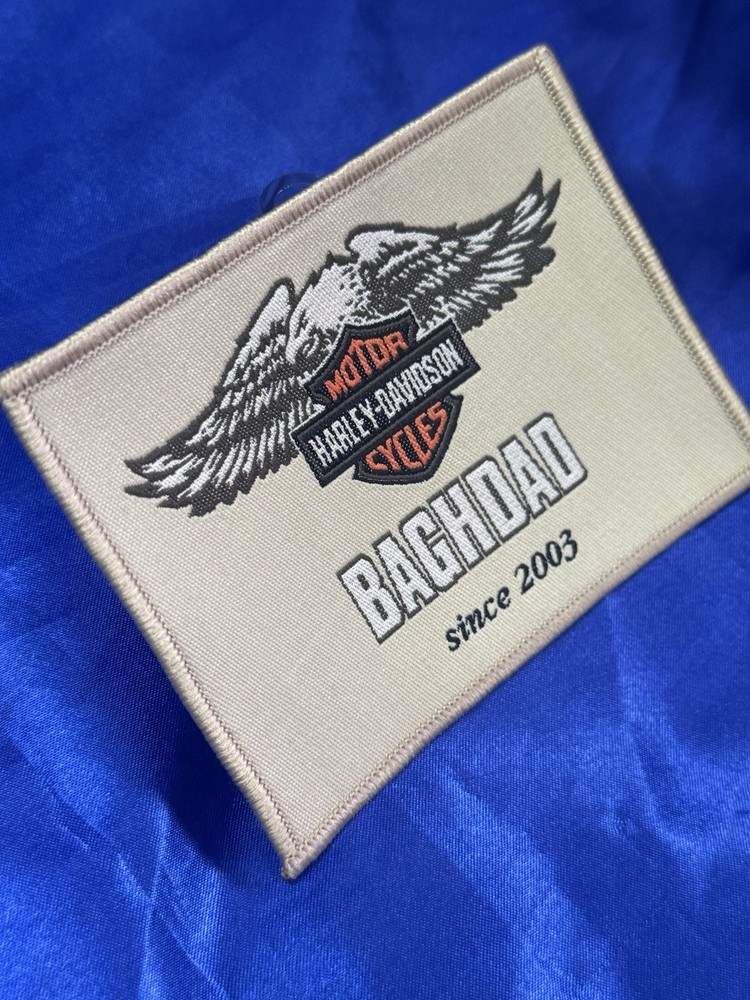 MOTOR
HARLEY-DAVIDSON
CYCLES
BAGHDAD
since 2003